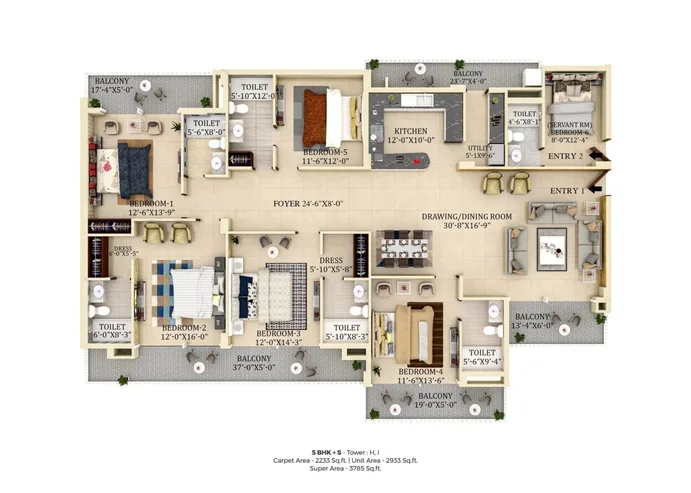 BALCONY
23'-7"X4'-0"
BALCONY
17'-4"X5'-0"
TOILET
5'-10"X12'-0"
TOILET
5'-6"X8'-0"
BEDROOM-5
11'-6"X12'-0"
KITCHEN
12'-0"X10'-0"
UTILITY
5'-1X9'-6"
TOILET
4'-6"X8'-1"
(SERVANT RM)
BEDROOM-6
8'-0"X12'-4"
ENTRY 2
ENTRY 1
BEDROOM-1
12'-6"X13'-9"
FOYER 24'-6"X8'-0"
DRAWING/DINING ROOM
30'-8"X16'-9"
DRESS
6'-0"X5'-5"
DRESS
5'-10"X5'-8"
TOILET
6'-0"X8'-3"
BEDROOM-2
12'-0"X16'-0"
BEDROOM-3
12'-0"X14'-3"
TOILET
5'-10"X8'-3"
BALCONY
13'-4"X6'-0"
TOILET
5'-6"X9'-4"
BEDROOM-4
11'-6"X13'-6"
BALCONY
37'-0"X5'-0"
BALCONY
19'-0"X5'-0"
5 BHK + S - Tower : H, I
Carpet Area - 2233 Sq.ft. | Unit Area - 2933 Sq.ft.
Super Area - 3785 Sq.ft.